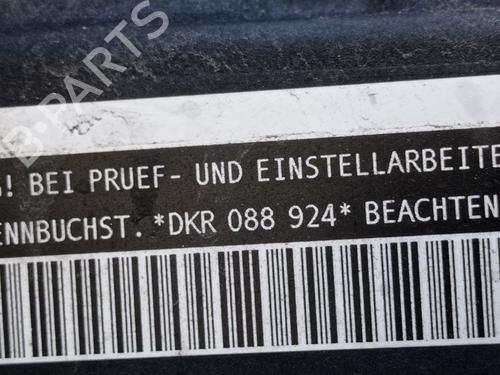 ! BEI PRUEF- UND EINSTELLARBEITE
ENNBUCHST. *DKR 088 924* BEACHTEN
B-PARTS